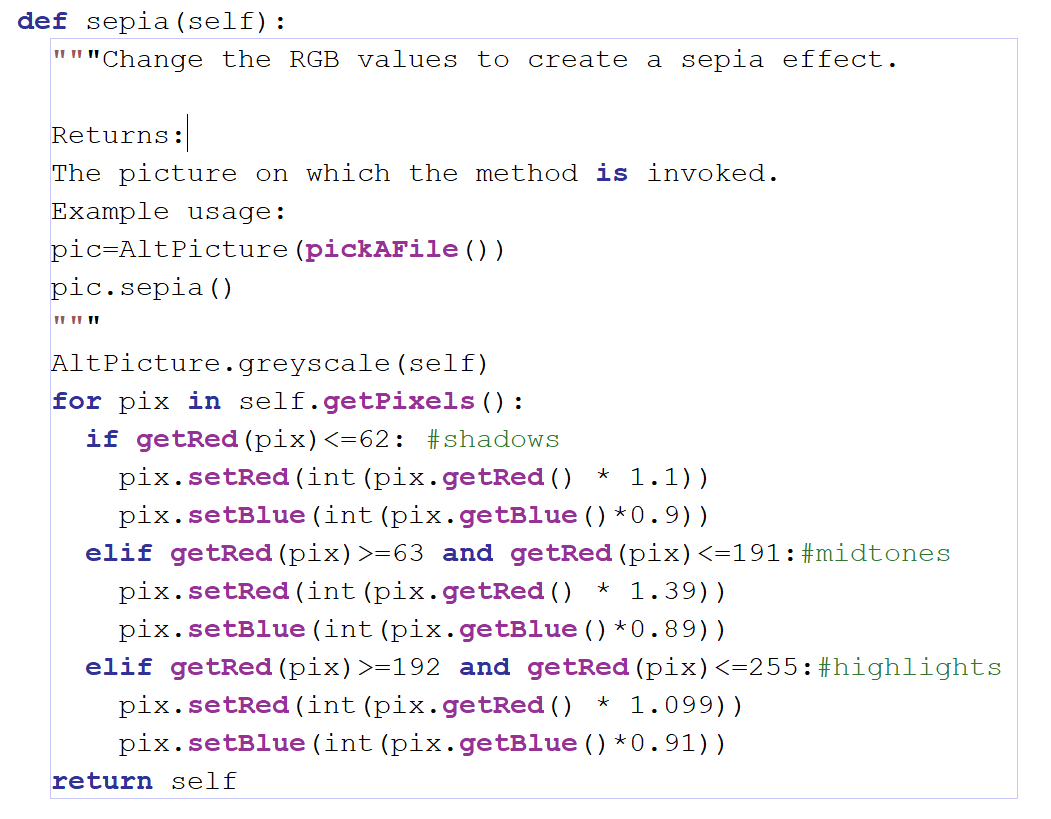 def sepia(self):
"""Change the RGB values to create a sepia effect.
Returns:
The picture on which the method is invoked.
Example usage:
pic=AltPicture(pickAFile())
pic.sepia()
"""
AltPicture.greyscale(self)
for pix in self.getPixels():
  if getRed(pix)<=62: #shadows
    pix.setRed(int(pix.getRed() * 1.1))
    pix.setBlue(int(pix.getBlue()*0.9))
  elif getRed(pix)>=63 and getRed(pix)<=191:#midtones
    pix.setRed(int(pix.getRed() * 1.39))
    pix.setBlue(int(pix.getBlue()*0.89))
  elif getRed(pix)>=192 and getRed(pix)<=255:#highlights
    pix.setRed(int(pix.getRed() * 1.099))
    pix.setBlue(int(pix.getBlue()*0.91))
return self